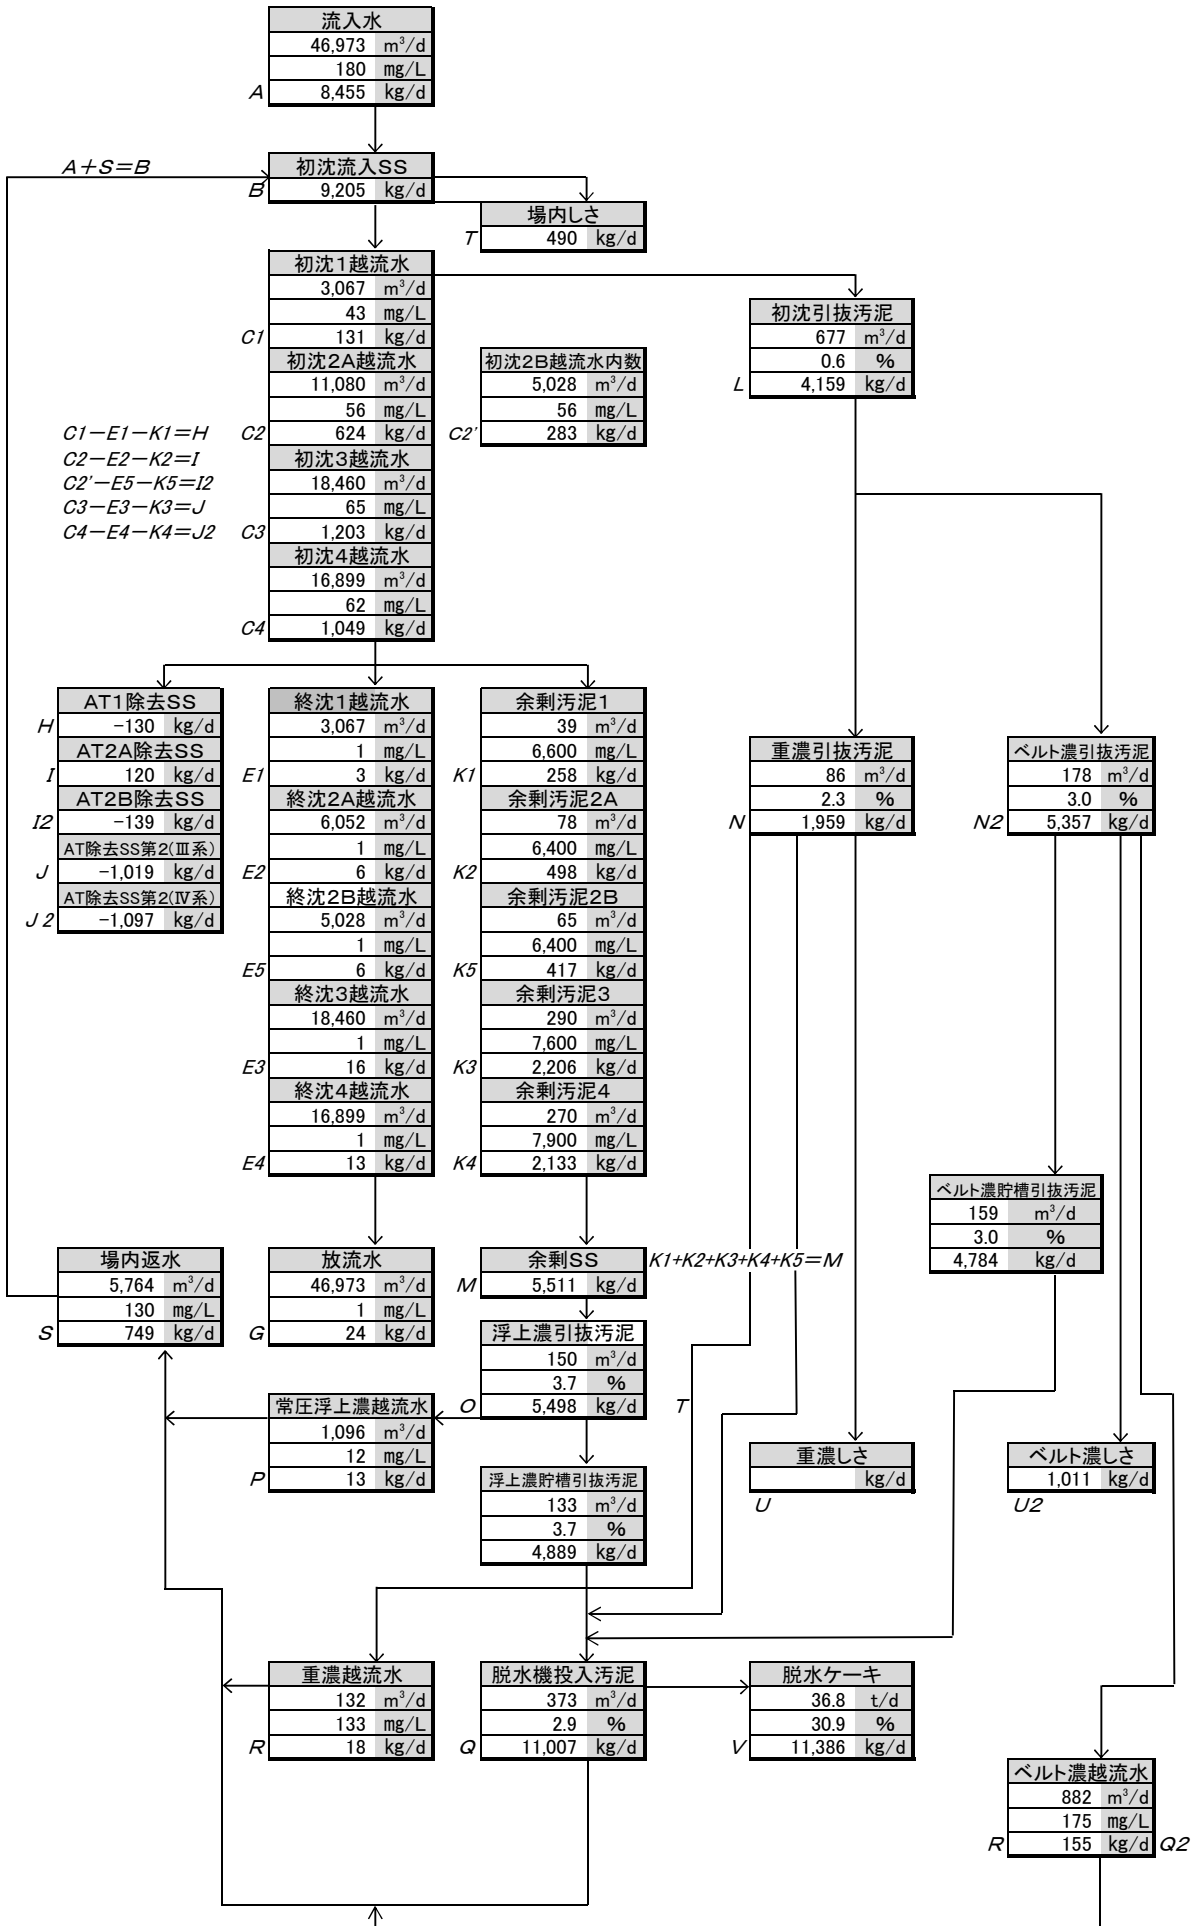 流入水
46,973 m³/d
180 mg/L
A 8,455 kg/d
A+S=B
初沈流入SS
B 9,205 kg/d
場内しさ
T 490 kg/d
初沈1越流水
3,067 m³/d
43 mg/L
C1 131 kg/d
初沈2A越流水
11,080 m³/d
56 mg/L
C2 624 kg/d
初沈3越流水
18,460 m³/d
65 mg/L
C3 1,203 kg/d
初沈4越流水
16,899 m³/d
62 mg/L
C4 1,049 kg/d
初沈2B越流水内数
5,028 m³/d
56 mg/L
C2' 283 kg/d
初沈引抜汚泥
677 m³/d
0.6 %
L 4,159 kg/d
C1-E1-K1=H
C2-E2-K2=I
C2'-E5-K5=I2
C3-E3-K3=J
C4-E4-K4=J2
AT1除去SS
H -130 kg/d
AT2A除去SS
I 120 kg/d
AT2B除去SS
I2 -139 kg/d
AT除去SS第2(Ⅲ系)
J -1,019 kg/d
AT除去SS第2(Ⅳ系)
J2 -1,097 kg/d
終沈1越流水
3,067 m³/d
1 mg/L
E1 3 kg/d
終沈2A越流水
6,052 m³/d
1 mg/L
E2 6 kg/d
終沈2B越流水
5,028 m³/d
1 mg/L
E5 6 kg/d
終沈3越流水
18,460 m³/d
1 mg/L
E3 16 kg/d
終沈4越流水
16,899 m³/d
1 mg/L
E4 13 kg/d
余剰汚泥1
39 m³/d
6,600 mg/L
K1 258 kg/d
余剰汚泥2A
78 m³/d
6,400 mg/L
K2 498 kg/d
余剰汚泥2B
65 m³/d
6,400 mg/L
K5 417 kg/d
余剰汚泥3
290 m³/d
7,600 mg/L
K3 2,206 kg/d
余剰汚泥4
270 m³/d
7,900 mg/L
K4 2,133 kg/d
重濃引抜汚泥
86 m³/d
2.3 %
N 1,959 kg/d
ベルト濃引抜汚泥
178 m³/d
3.0 %
N2 5,357 kg/d
ベルト濃貯槽引抜汚泥
159 m³/d
3.0 %
4,784 kg/d
場内返水
5,764 m³/d
130 mg/L
S 749 kg/d
放流水
46,973 m³/d
1 mg/L
G 24 kg/d
余剰SS
M 5,511 kg/d
K1+K2+K3+K4+K5=M
浮上濃引抜汚泥
150 m³/d
3.7 %
O 5,498 kg/d
T
常圧浮上濃越流水
1,096 m³/d
12 mg/L
P 13 kg/d
浮上濃貯槽引抜汚泥
133 m³/d
3.7 %
4,889 kg/d
重濃しさ
kg/d
U
ベルト濃しさ
1,011 kg/d
U2
重濃越流水
132 m³/d
133 mg/L
R 18 kg/d
脱水機投入汚泥
373 m³/d
2.9 %
Q 11,007 kg/d
脱水ケーキ
36.8 t/d
30.9 %
V 11,386 kg/d
ベルト濃越流水
882 m³/d
175 mg/L
R 155 kg/d Q2